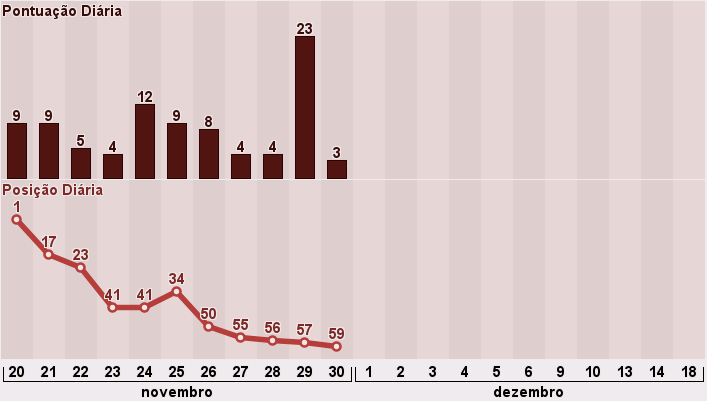 Pontuação Diária
9 9 5 4 12 9 8 4 4 23 3
Posição Diária
1 17 23 41 41 34 50 55 56 57 59
20 21 22 23 24 25 26 27 28 29 30 1 2 3 4 5 6 9 10 13 14 18
novembro dezembro